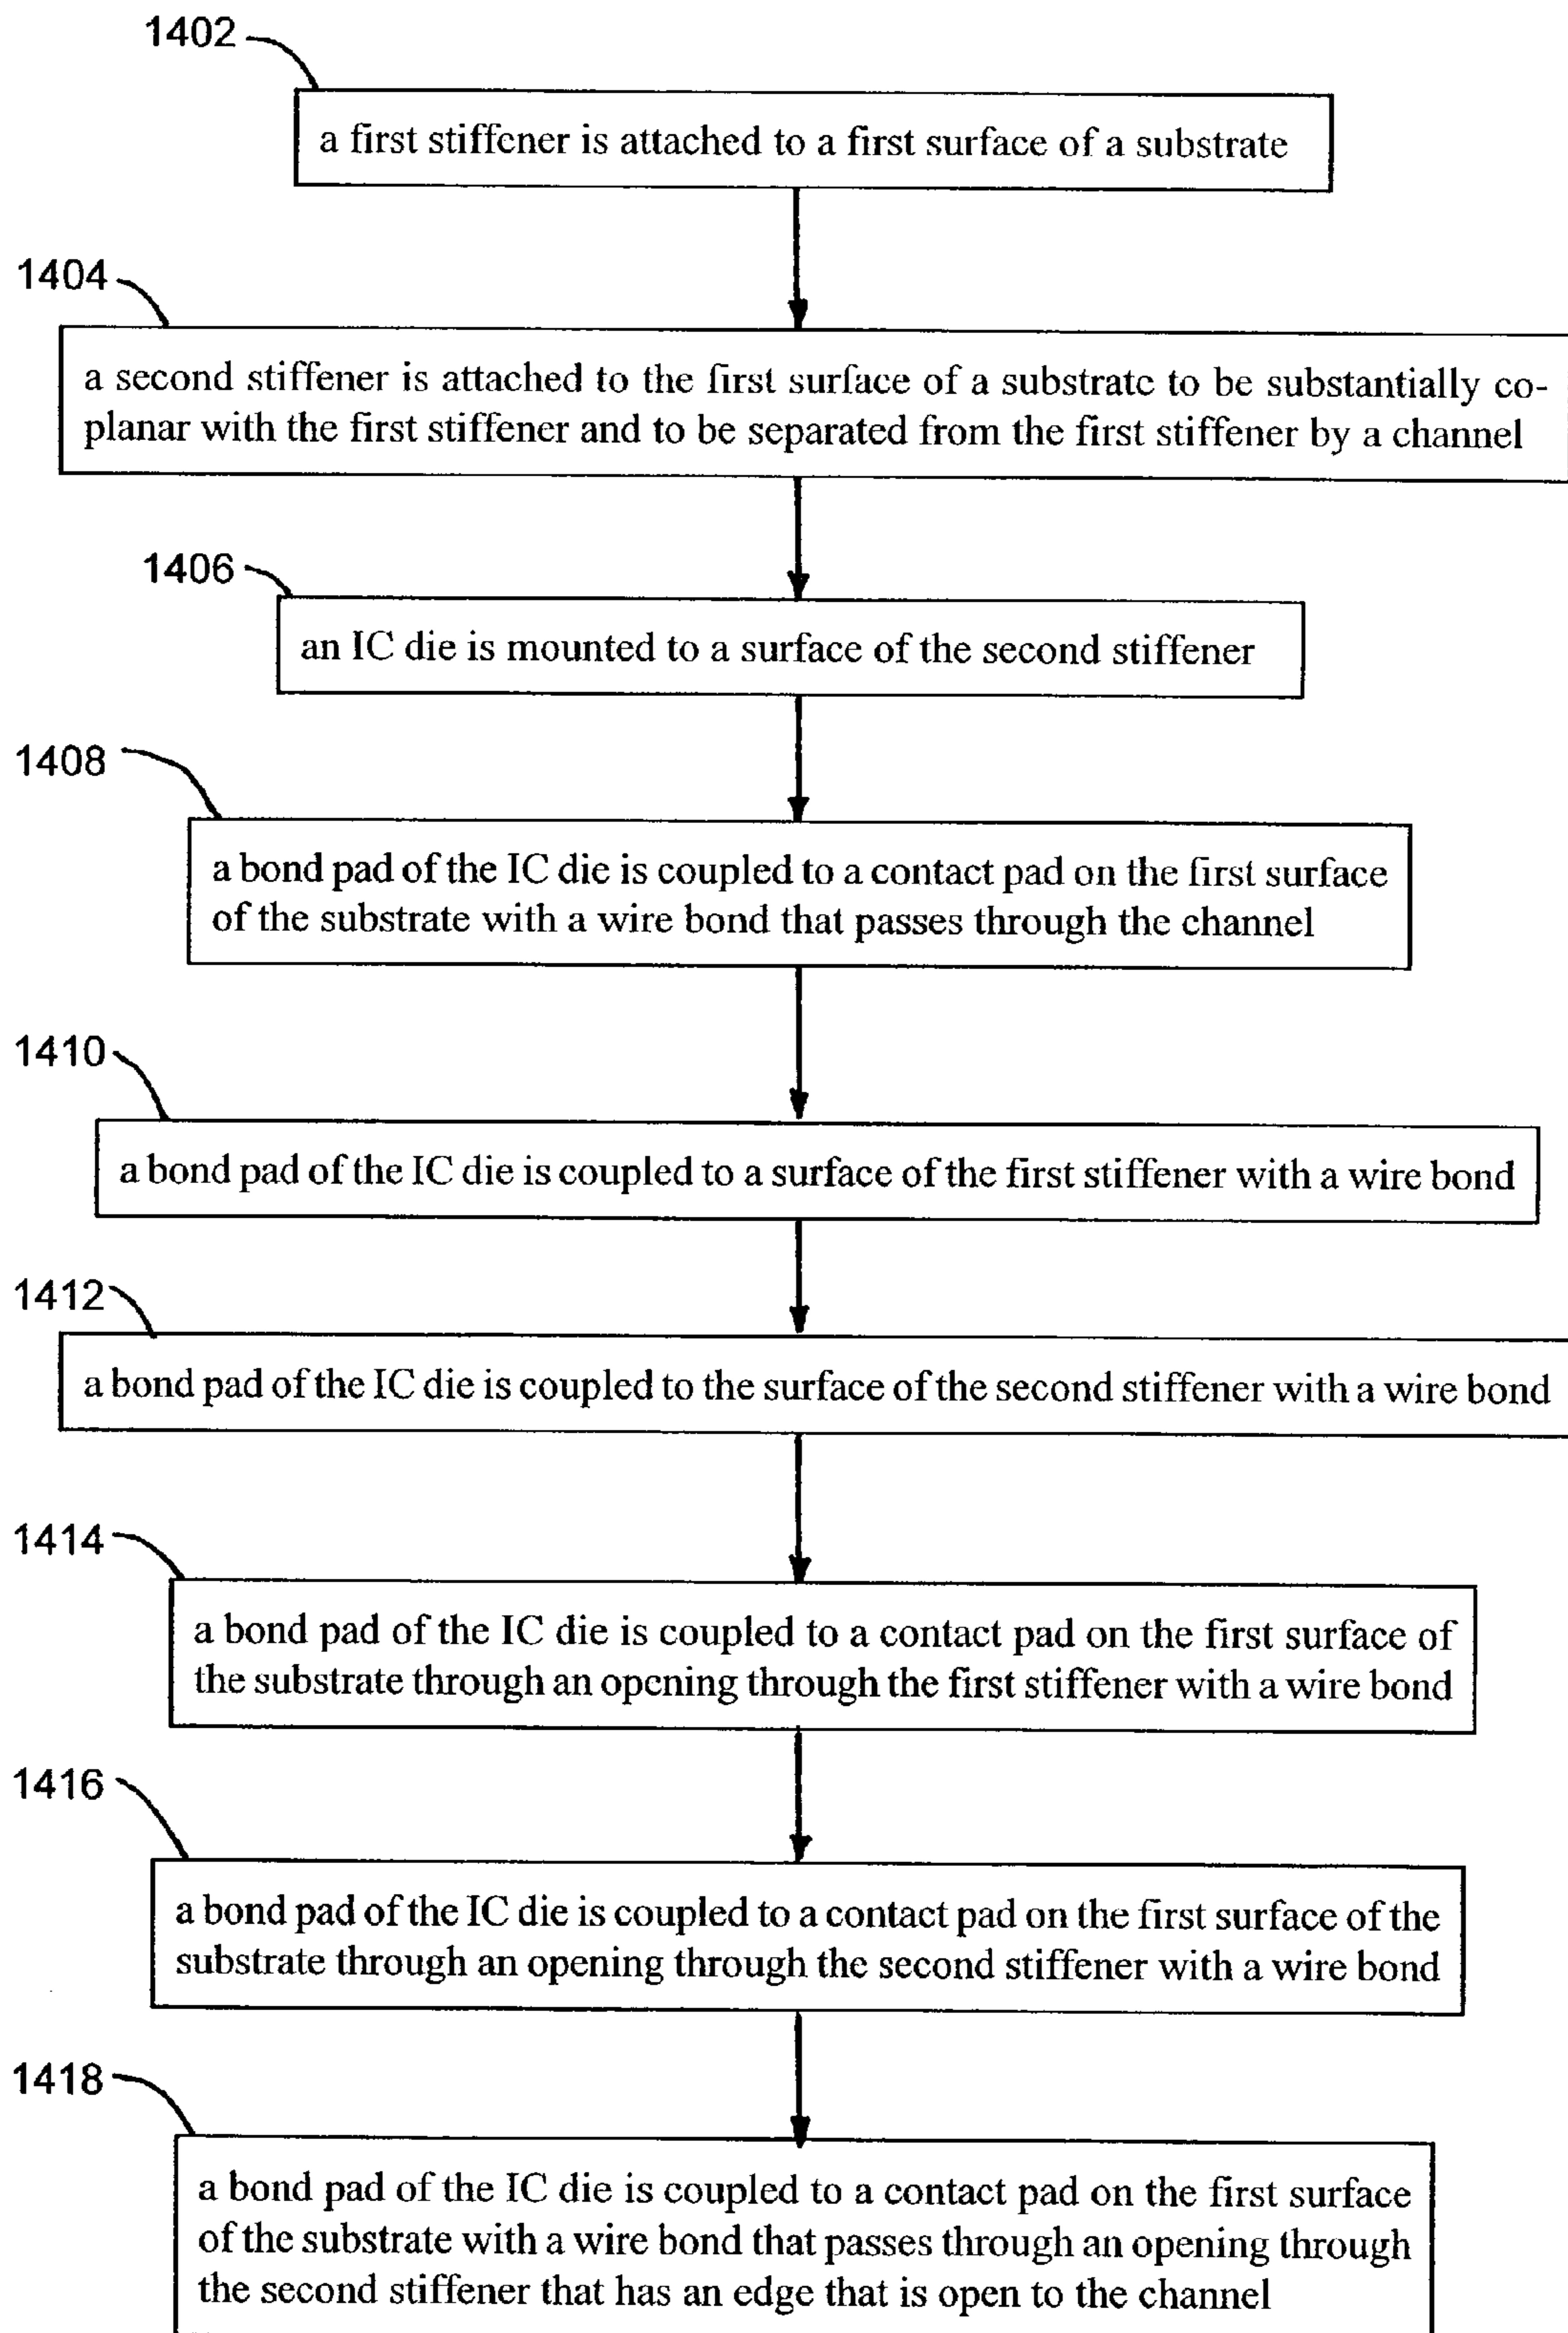 1402
a first stiffener is attached to a first surface of a substrate
1404
a second stiffener is attached to the first surface of a substrate to be substantially co-
planar with the first stiffener and to be separated from the first stiffener by a channel
1406
an IC die is mounted to a surface of the second stiffener
1408
a bond pad of the IC die is coupled to a contact pad on the first surface
of the substrate with a wire bond that passes through the channel
1410
a bond pad of the IC die is coupled to a surface of the first stiffener with a wire bond
1412
a bond pad of the IC die is coupled to the surface of the second stiffener with a wire bond
1414
a bond pad of the IC die is coupled to a contact pad on the first surface of
the substrate through an opening through the first stiffener with a wire bond
1416
a bond pad of the IC die is coupled to a contact pad on the first surface of the
substrate through an opening through the second stiffener with a wire bond
1418
a bond pad of the IC die is coupled to a contact pad on the first surface
of the substrate with a wire bond that passes through an opening through
the second stiffener that has an edge that is open to the channel